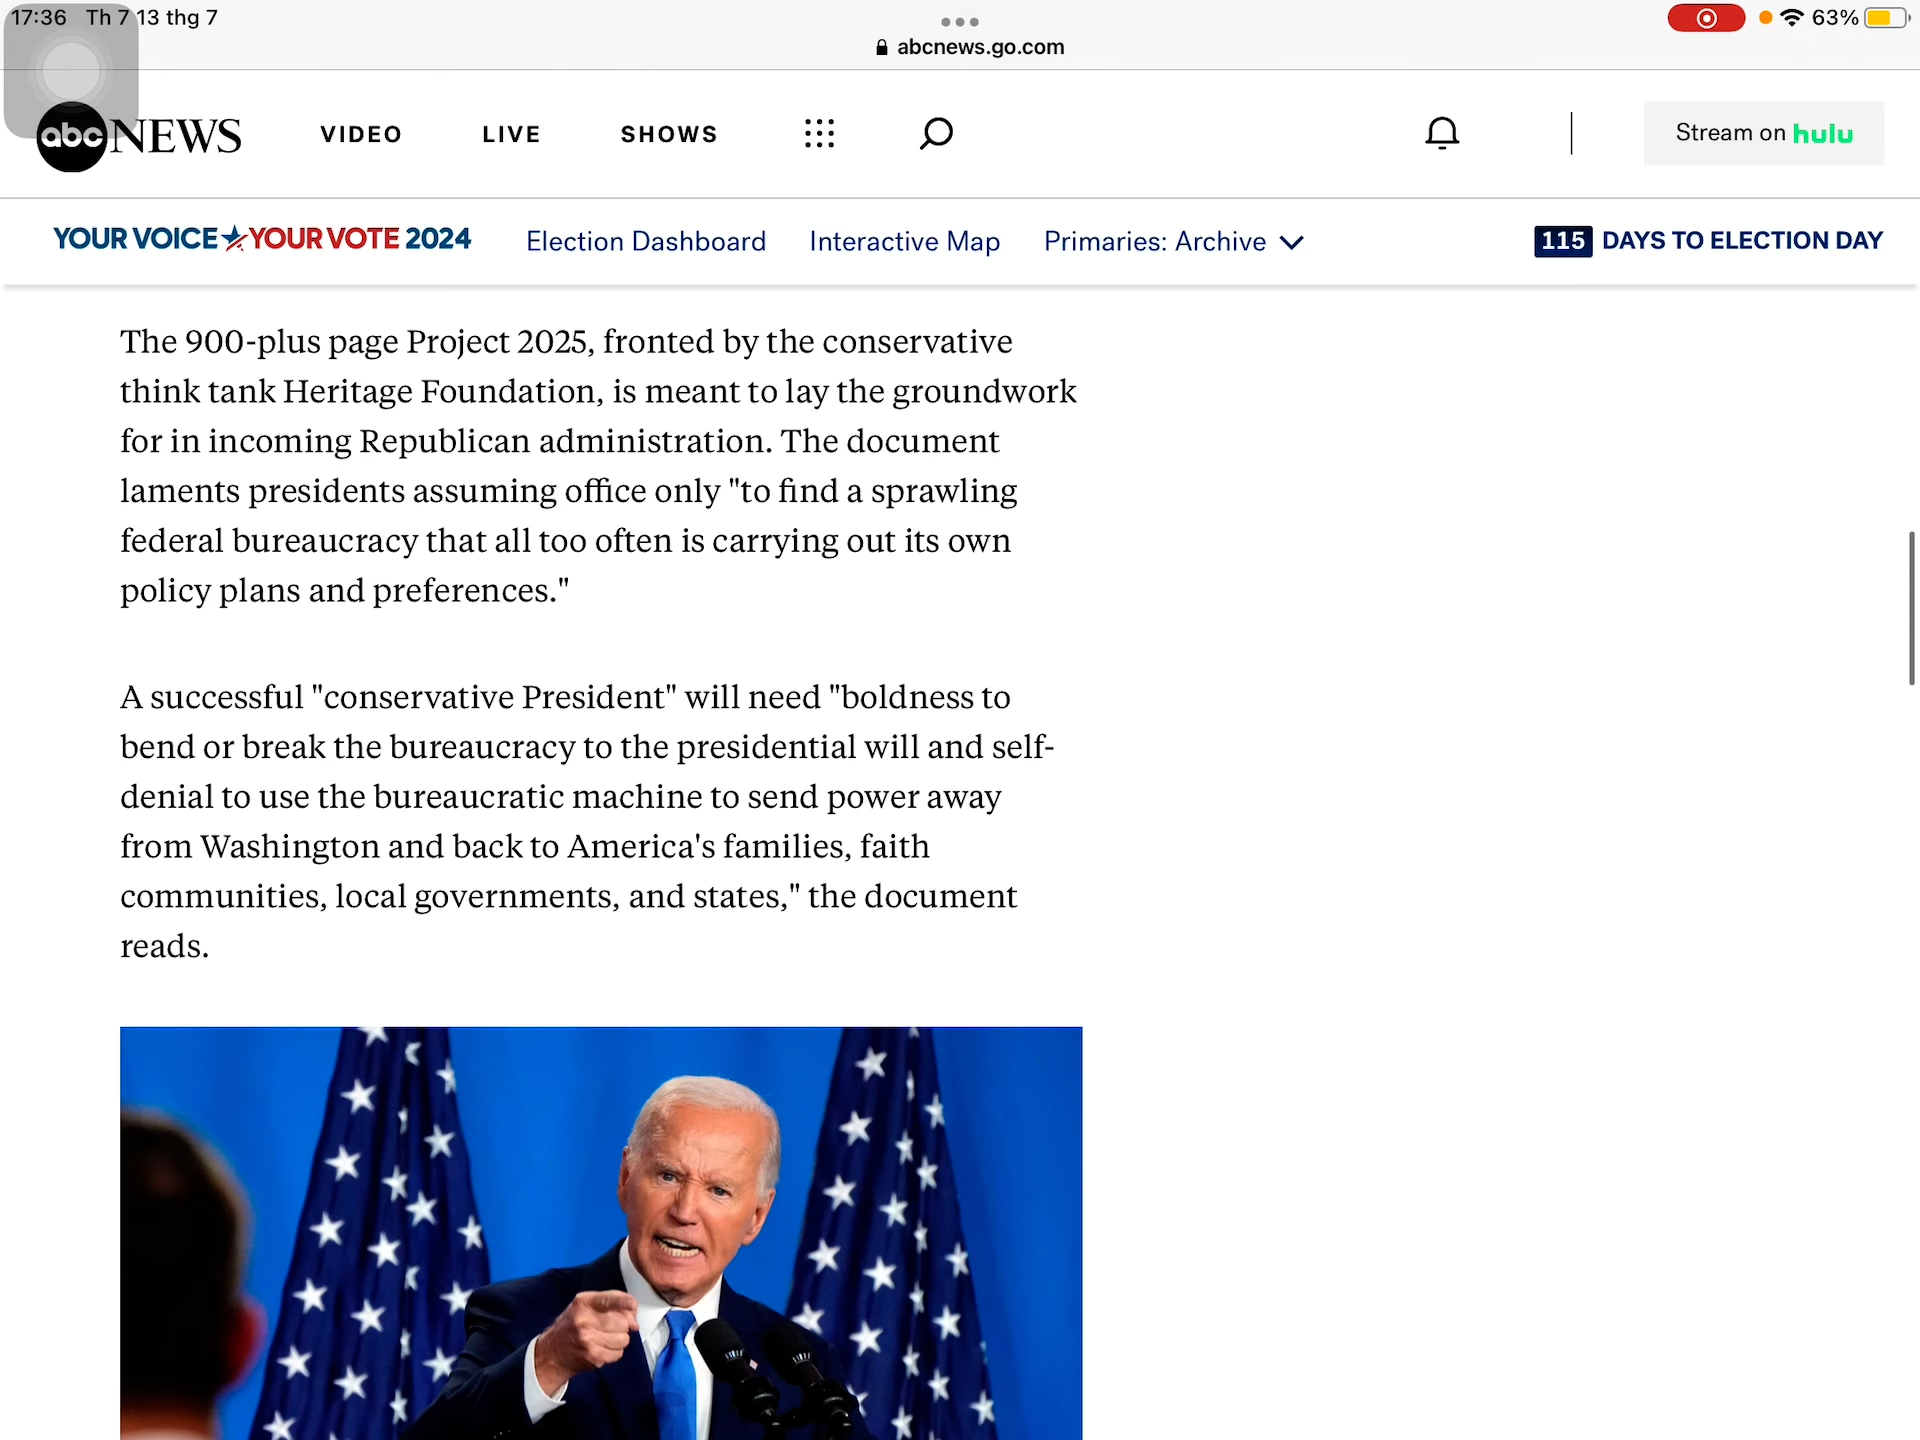 17:36 Th 7 13 thg 7
63%
abcnews.go.com
abc NEWS VIDEO LIVE SHOWS Stream on hulu
YOUR VOICE YOUR VOTE 2024 Election Dashboard Interactive Map Primaries: Archive 115 DAYS TO ELECTION DAY
The 900-plus page Project 2025, fronted by the conservative
think tank Heritage Foundation, is meant to lay the groundwork
for in incoming Republican administration. The document
laments presidents assuming office only "to find a sprawling
federal bureaucracy that all too often is carrying out its own
policy plans and preferences."
A successful "conservative President" will need "boldness to
bend or break the bureaucracy to the presidential will and self-
denial to use the bureaucratic machine to send power away
from Washington and back to America's families, faith
communities, local governments, and states," the document
reads.